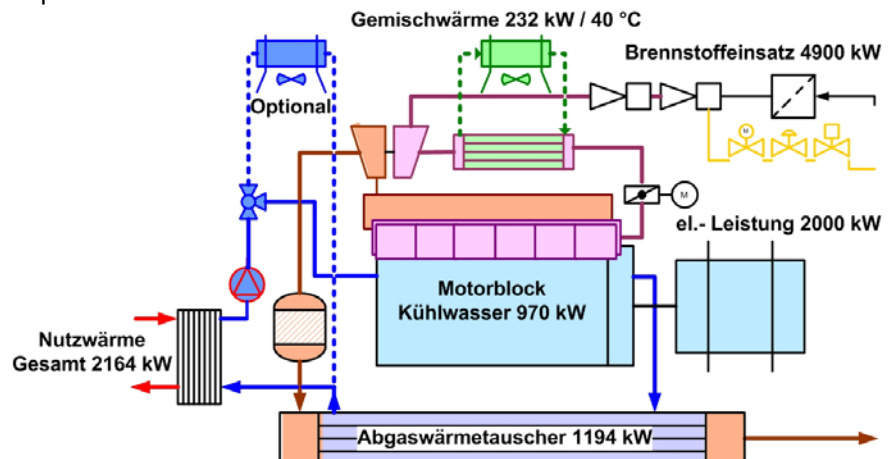 Gemischwärme 232 kW / 40 °C
Brennstoffeinsatz 4900 kW
Optional
M
M
el.- Leistung 2000 kW
Motorblock
Kühlwasser 970 kW
Nutzwärme
Gesamt 2164 kW
Abgaswärmetauscher 1194 kW